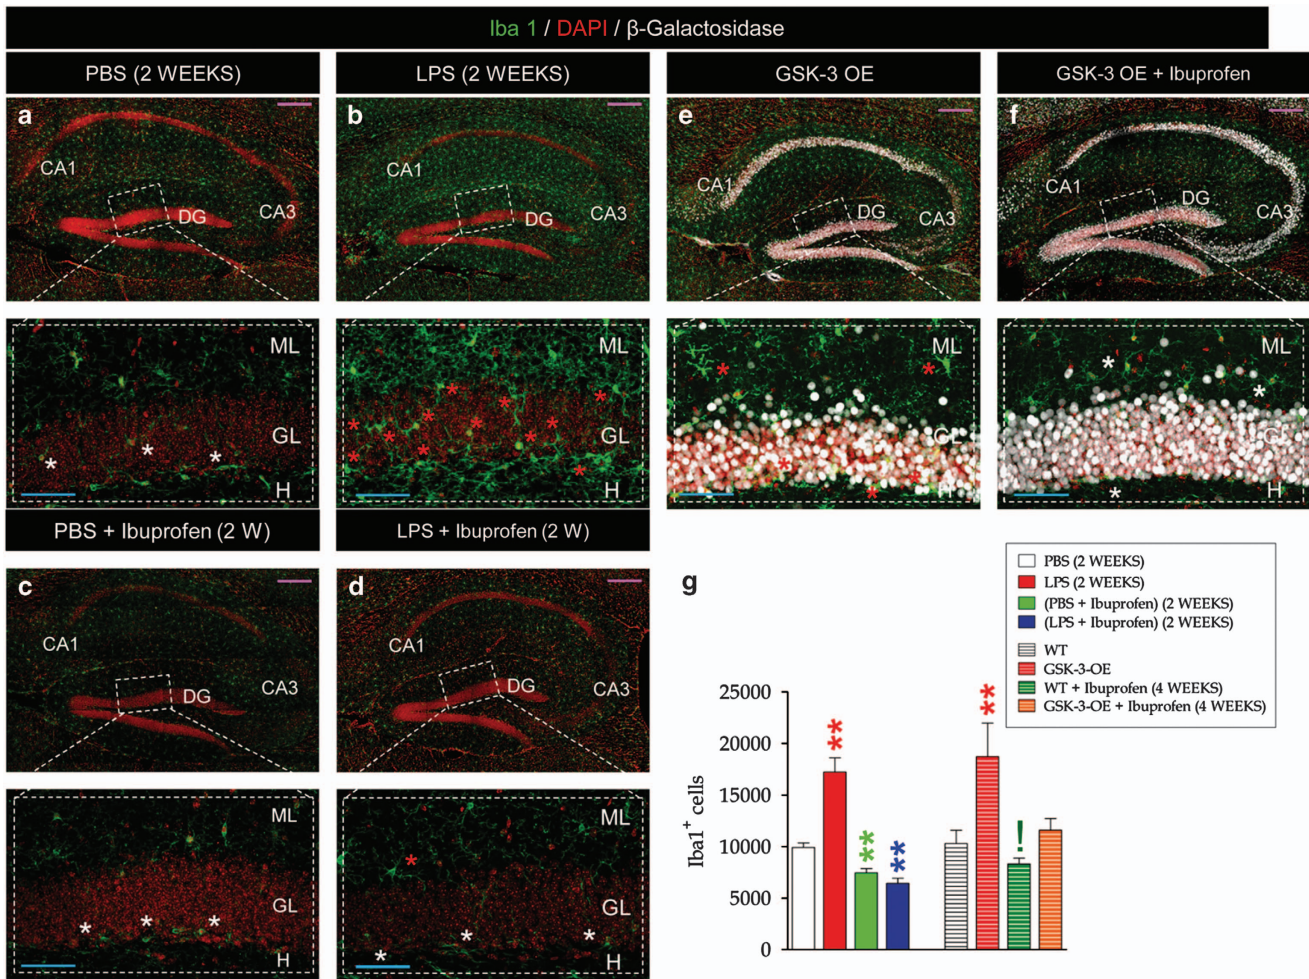 Iba 1 / DAPI / β-Galactosidase
PBS (2 WEEKS)
LPS (2 WEEKS)
GSK-3 OE
GSK-3 OE + Ibuprofen
a
CA1
DG
CA3
b
CA1
DG
CA3
e
CA1
DG
CA3
f
CA1
DG
CA3
ML
*
*
*
GL
H
ML
*
*
*
*
*
*
*
*
*
*
*
*
*
GL
H
ML
*
*
*
*
*
GL
H
ML
*
*
GL
*
H
PBS + Ibuprofen (2 W)
LPS + Ibuprofen (2 W)
c
CA1
DG
CA3
d
CA1
DG
CA3
ML
GL
*
*
*
H
ML
*
GL
*
*
*
H
g
PBS (2 WEEKS)
LPS (2 WEEKS)
(PBS + Ibuprofen) (2 WEEKS)
(LPS + Ibuprofen) (2 WEEKS)
WT
GSK-3-OE
WT + Ibuprofen (4 WEEKS)
GSK-3-OE + Ibuprofen (4 WEEKS)
Iba1+ cells
25000
20000
15000
10000
5000
0
**
**
**
**
!